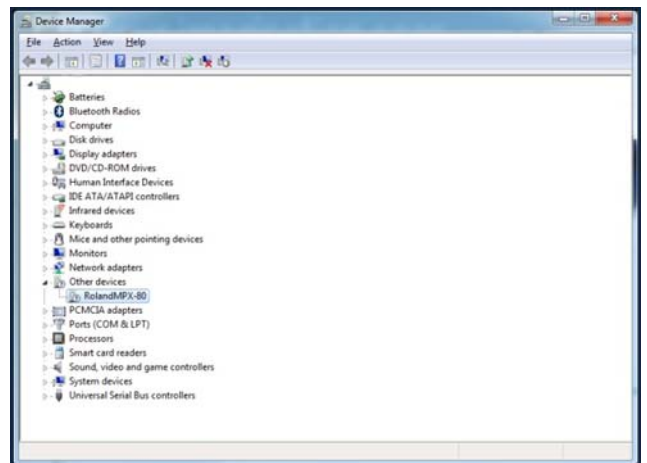 Device Manager
File Action View Help
Batteries
Bluetooth Radios
Computer
Disk drives
Display adapters
DVD/CD-ROM drives
Human Interface Devices
IDE ATA/ATAPI controllers
Infrared devices
Keyboards
Mice and other pointing devices
Monitors
Network adapters
Other devices
RolandMPX-80
PCMCIA adapters
Ports (COM & LPT)
Processors
Smart card readers
Sound, video and game controllers
System devices
Universal Serial Bus controllers